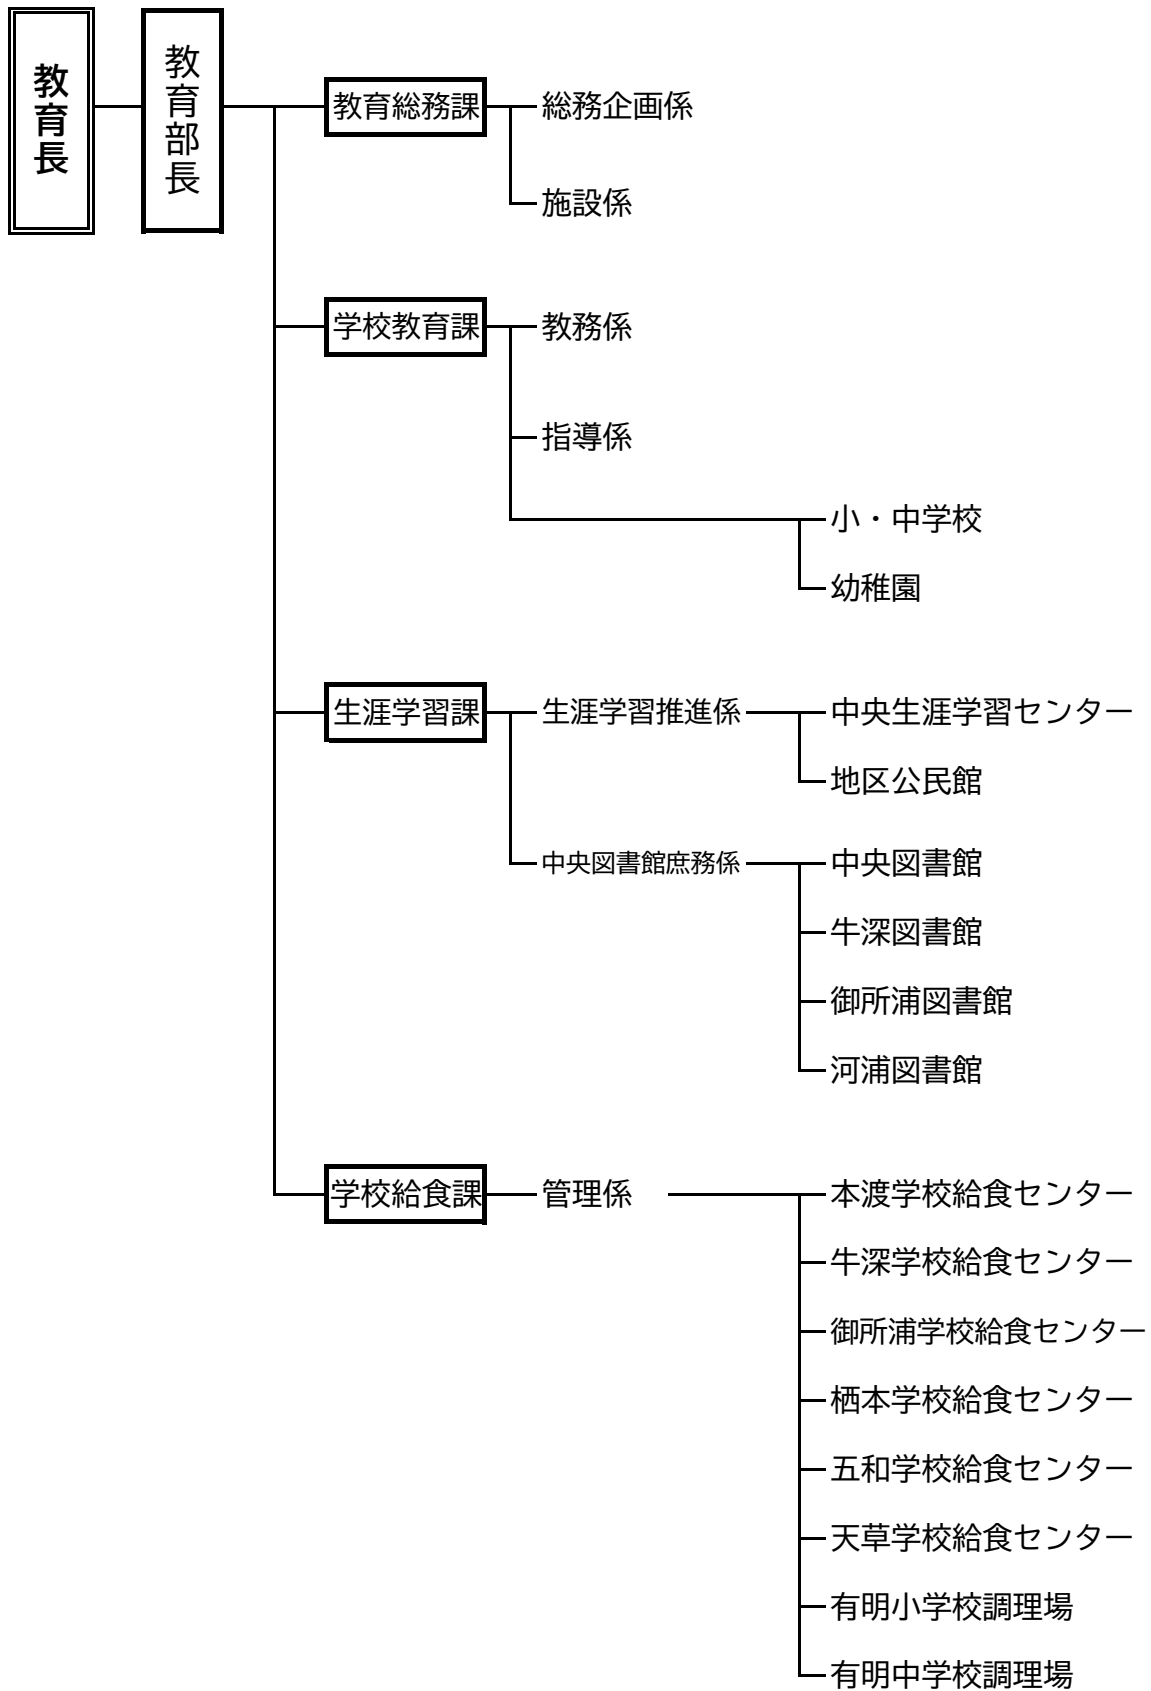 教育長
教育部長
教育総務課
総務企画係
施設係
学校教育課
教務係
指導係
小・中学校
幼稚園
生涯学習課
生涯学習推進係
中央生涯学習センター
地区公民館
中央図書館庶務係
中央図書館
牛深図書館
御所浦図書館
河浦図書館
学校給食課
管理係
本渡学校給食センター
牛深学校給食センター
御所浦学校給食センター
栖本学校給食センター
五和学校給食センター
天草学校給食センター
有明小学校調理場
有明中学校調理場